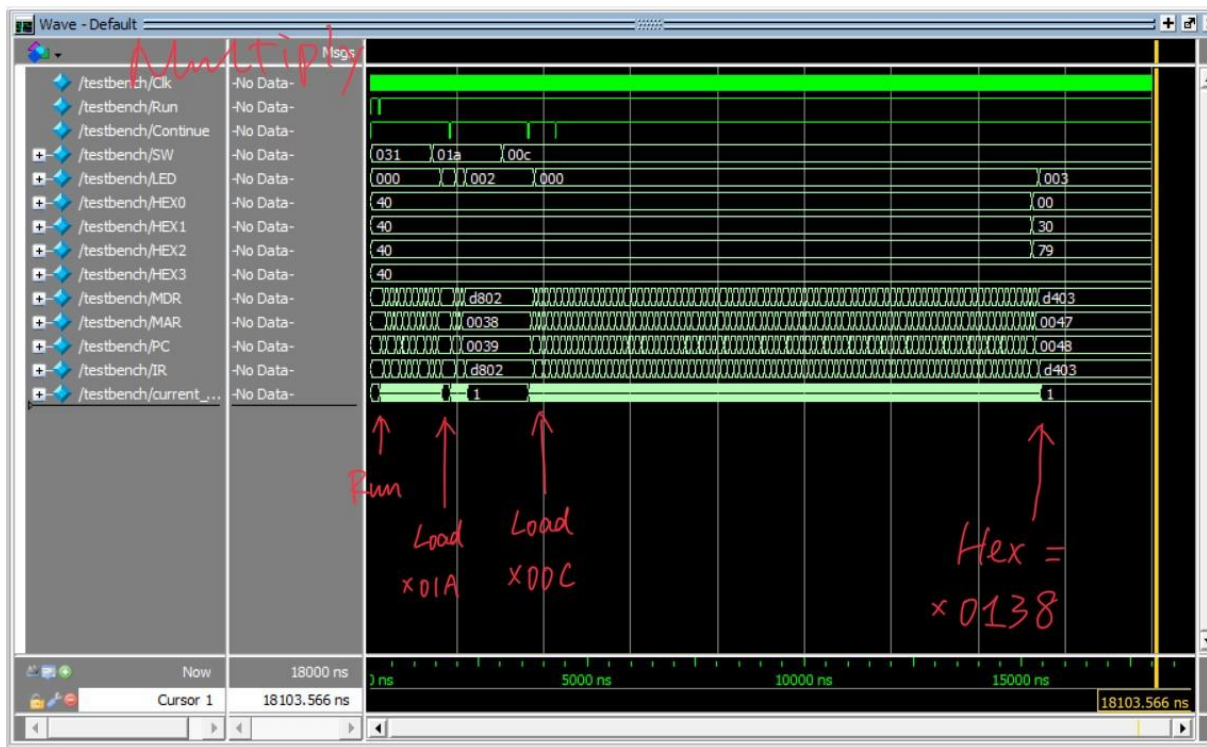 Wave - Default
Msgs
Multiply
/testbench/Clk -No Data-
/testbench/Run -No Data-
/testbench/Continue -No Data-
/testbench/SW -No Data- 031 01a 00c
/testbench/LED -No Data- 000 002 000 003
/testbench/HEX0 -No Data- 40 00
/testbench/HEX1 -No Data- 40 30
/testbench/HEX2 -No Data- 40 79
/testbench/HEX3 -No Data- 40
/testbench/MDR -No Data- d802 d403
/testbench/MAR -No Data- 0038 0047
/testbench/PC -No Data- 0039 0048
/testbench/IR -No Data- d802 d403
/testbench/current_... -No Data- 1 1
Run
Load
x01A
Load
x00C
Hex =
x0138
Now 18000 ns
0 ns 5000 ns 10000 ns 15000 ns
Cursor 1 18103.566 ns
18103.566 ns